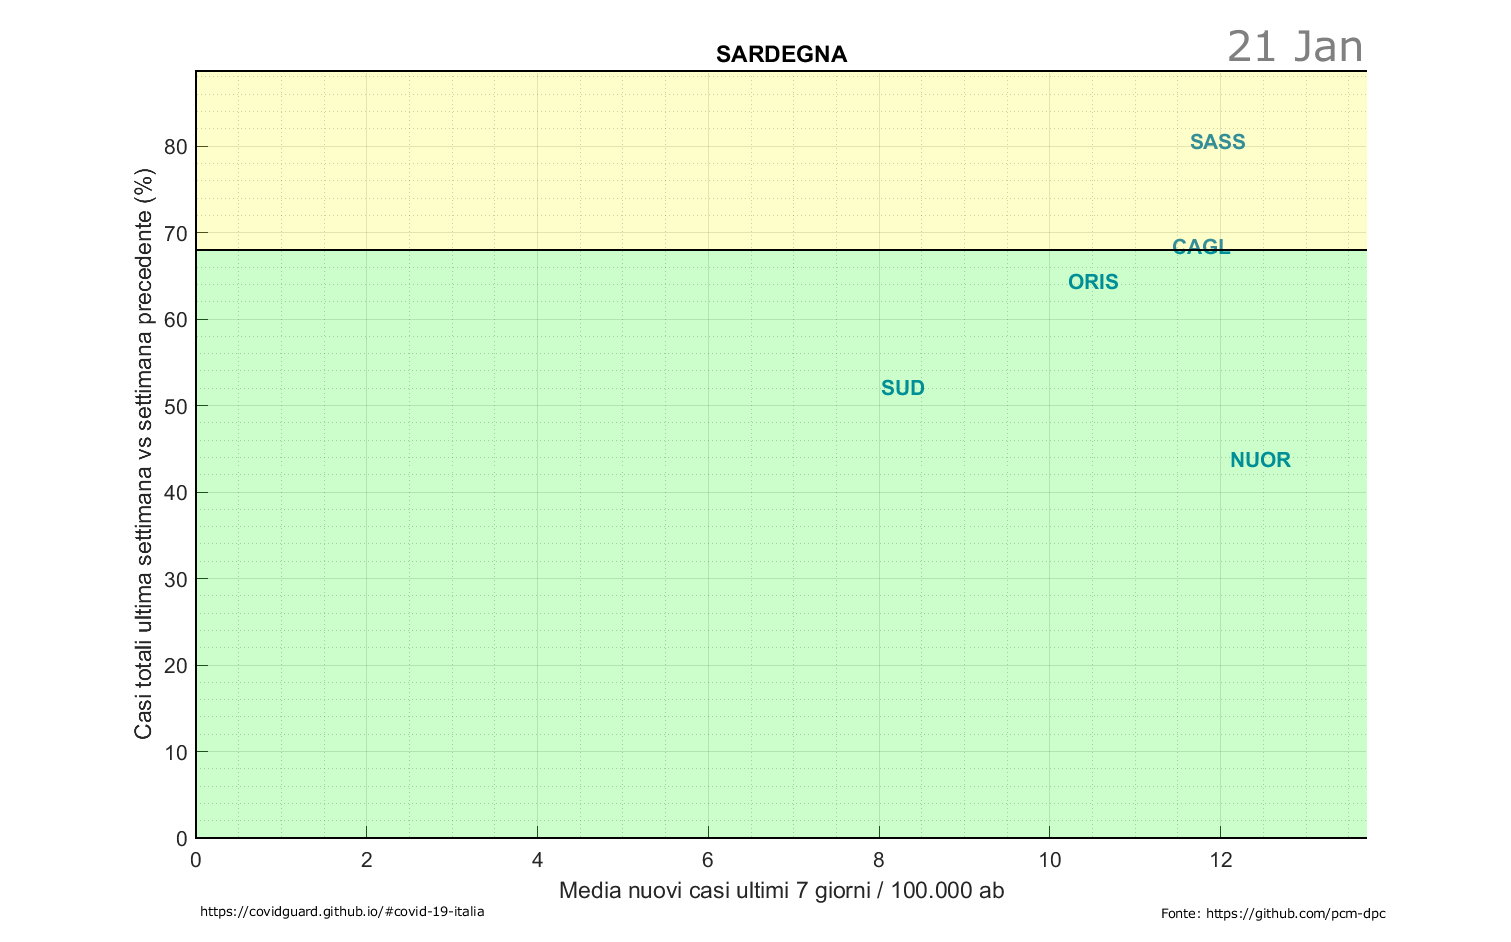 21 Jan
SARDEGNA
Casi totali ultima settimana vs settimana precedente (%)
80
70
60
50
40
30
20
10
0
SASS
CAGL
ORIS
SUD
NUOR
0 2 4 6 8 10 12
Media nuovi casi ultimi 7 giorni / 100.000 ab
https://covidguard.github.io/#covid-19-italia
Fonte: https://github.com/pcm-dpc